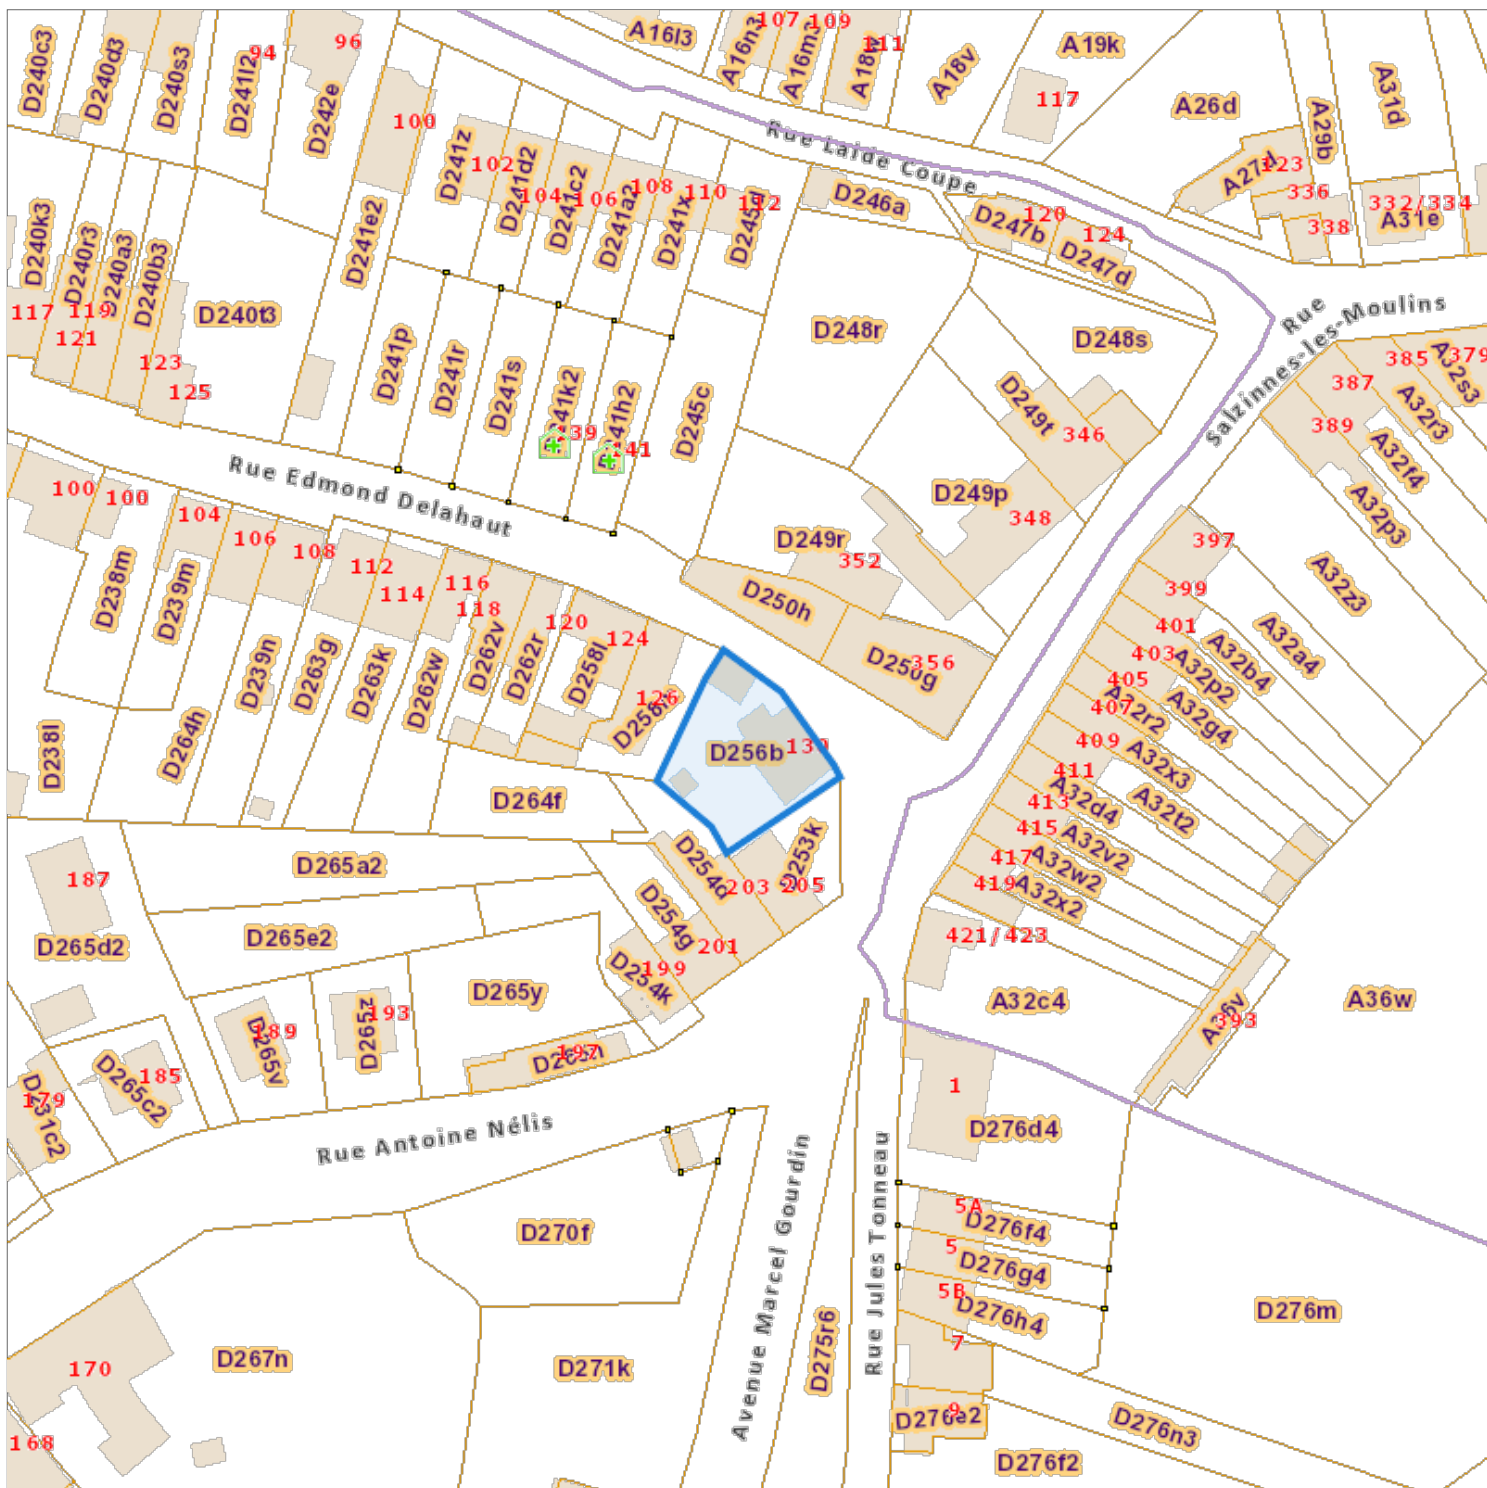 D240c3
D240d3
D240s3
D241l2
94
D242e
96
100
A16l3
A16n3
107
A16m3
109
111
A18v
A19k
117
A26d
A29b
A31d
A27d
123
336
338
332/334
A31e
Rue Laide Coupe
D241z
102
D241d2
104
D241c2
106
D241a2
108
D241x
110
112
D246a
D247b
120
124
D247d
D240k3
D240r3
D240a3
D240b3
117
119
121
123
125
D240t3
D241e2
D241p
D241r
D241s
D241k2
D241h2
141
D245c
D248r
D248s
Rue
Salzinnes-les-Moulins
D249t
346
D249p
348
D249r
352
D250h
D250g
356
385
379
387
389
A32s3
A32r3
A32f4
A32p3
A32z3
Rue Edmond Delahaut
100
100
104
106
108
112
114
116
118
120
124
126
D238m
D239m
D239n
D263g
D263k
D262w
D262v
D262r
D258l
D264h
D238l
D264f
D256b
397
399
401
403
405
407
409
411
413
415
417
419
421/423
A32a4
A32b4
A32p2
A32g4
A32r2
A32x3
A32t2
A32d4
A32v2
A32w2
A32x2
A32c4
A36v
393
A36w
D265a2
187
D265d2
D265e2
D265y
D254d
203
205
D253k
D254g
201
D254k
199
D265v
189
D265z
193
197
D265c2
185
179
Rue Antoine Nélis
1
D276d4
5A
D276f4
5
D276g4
5B
D276h4
7
9
D276e2
D276m
D276n3
D276f2
D270f
D271k
D267n
170
168
Avenue Marcel Gourdin
D275r6
Rue Jules Tonneau